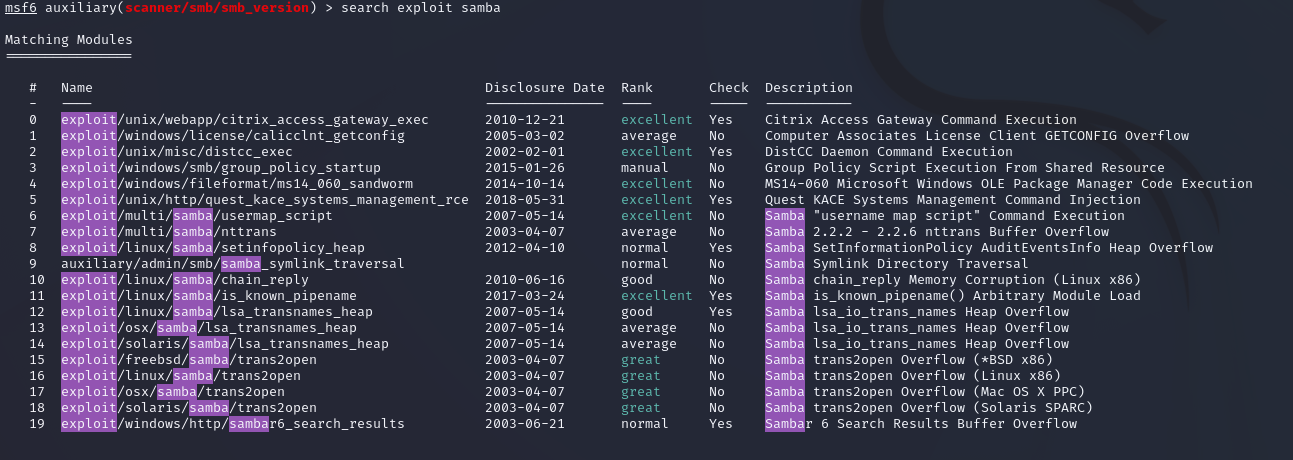 msf6 auxiliary(scanner/smb/smb_version) > search exploit samba
Matching Modules
================
#   Name                                                 Disclosure Date  Rank       Check  Description
-   ----                                                 ---------------  ----       -----  -----------
0   exploit/unix/webapp/citrix_access_gateway_exec       2010-12-21       excellent  Yes    Citrix Access Gateway Command Execution
1   exploit/windows/license/calicclnt_getconfig          2005-03-02       average    No     Computer Associates License Client GETCONFIG Overflow
2   exploit/unix/misc/distcc_exec                        2002-02-01       excellent  Yes    DistCC Daemon Command Execution
3   exploit/windows/smb/group_policy_startup             2015-01-26       manual     No     Group Policy Script Execution From Shared Resource
4   exploit/windows/fileformat/ms14_060_sandworm         2014-10-14       excellent  No     MS14-060 Microsoft Windows OLE Package Manager Code Execution
5   exploit/unix/http/quest_kace_systems_management_rce  2018-05-31       excellent  Yes    Quest KACE Systems Management Command Injection
6   exploit/multi/samba/usermap_script                   2007-05-14       excellent  No     Samba "username map script" Command Execution
7   exploit/multi/samba/nttrans                          2003-04-07       average    No     Samba 2.2.2 - 2.2.6 nttrans Buffer Overflow
8   exploit/linux/samba/setinfopolicy_heap               2012-04-10       normal     Yes    Samba SetInformationPolicy AuditEventsInfo Heap Overflow
9   auxiliary/admin/smb/samba_symlink_traversal                           normal     No     Samba Symlink Directory Traversal
10  exploit/linux/samba/chain_reply                      2010-06-16       good       No     Samba chain_reply Memory Corruption (Linux x86)
11  exploit/linux/samba/is_known_pipename                2017-03-24       excellent  Yes    Samba is_known_pipename() Arbitrary Module Load
12  exploit/linux/samba/lsa_transnames_heap              2007-05-14       good       Yes    Samba lsa_io_trans_names Heap Overflow
13  exploit/osx/samba/lsa_transnames_heap                2007-05-14       average    No     Samba lsa_io_trans_names Heap Overflow
14  exploit/solaris/samba/lsa_transnames_heap            2007-05-14       average    No     Samba lsa_io_trans_names Heap Overflow
15  exploit/freebsd/samba/trans2open                     2003-04-07       great      No     Samba trans2open Overflow (*BSD x86)
16  exploit/linux/samba/trans2open                       2003-04-07       great      No     Samba trans2open Overflow (Linux x86)
17  exploit/osx/samba/trans2open                         2003-04-07       great      No     Samba trans2open Overflow (Mac OS X PPC)
18  exploit/solaris/samba/trans2open                     2003-04-07       great      No     Samba trans2open Overflow (Solaris SPARC)
19  exploit/windows/http/sambar6_search_results          2003-06-21       normal     Yes    Sambar 6 Search Results Buffer Overflow